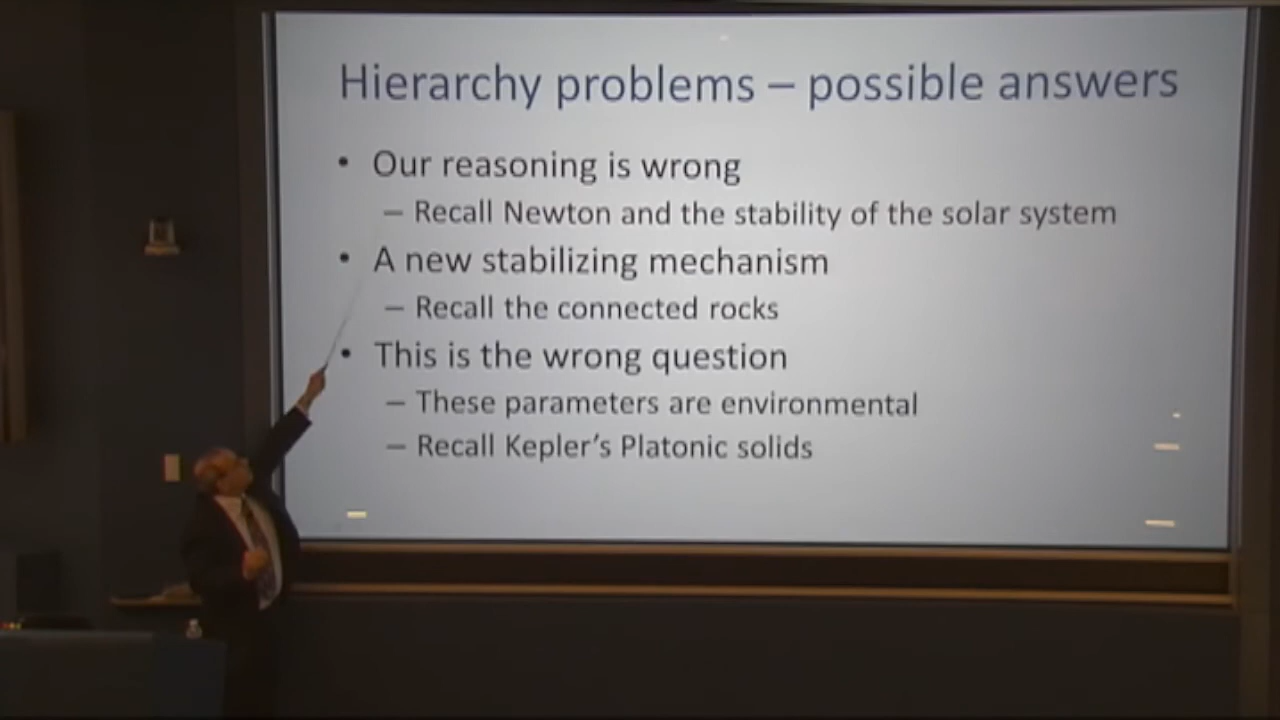 Hierarchy problems – possible answers
• Our reasoning is wrong
– Recall Newton and the stability of the solar system
• A new stabilizing mechanism
– Recall the connected rocks
• This is the wrong question
– These parameters are environmental
– Recall Kepler’s Platonic solids